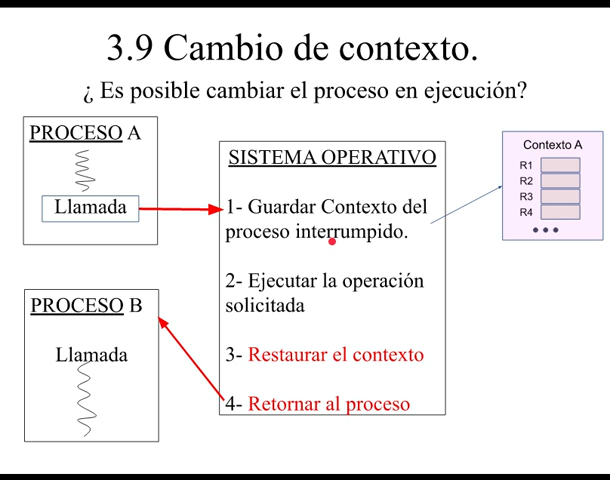 3.9 Cambio de contexto.
¿ Es posible cambiar el proceso en ejecución?
PROCESO A
Llamada
SISTEMA OPERATIVO
1- Guardar Contexto del
proceso interrumpido.
2- Ejecutar la operación
solicitada
3- Restaurar el contexto
4- Retornar al proceso
Contexto A
R1
R2
R3
R4
PROCESO B
Llamada